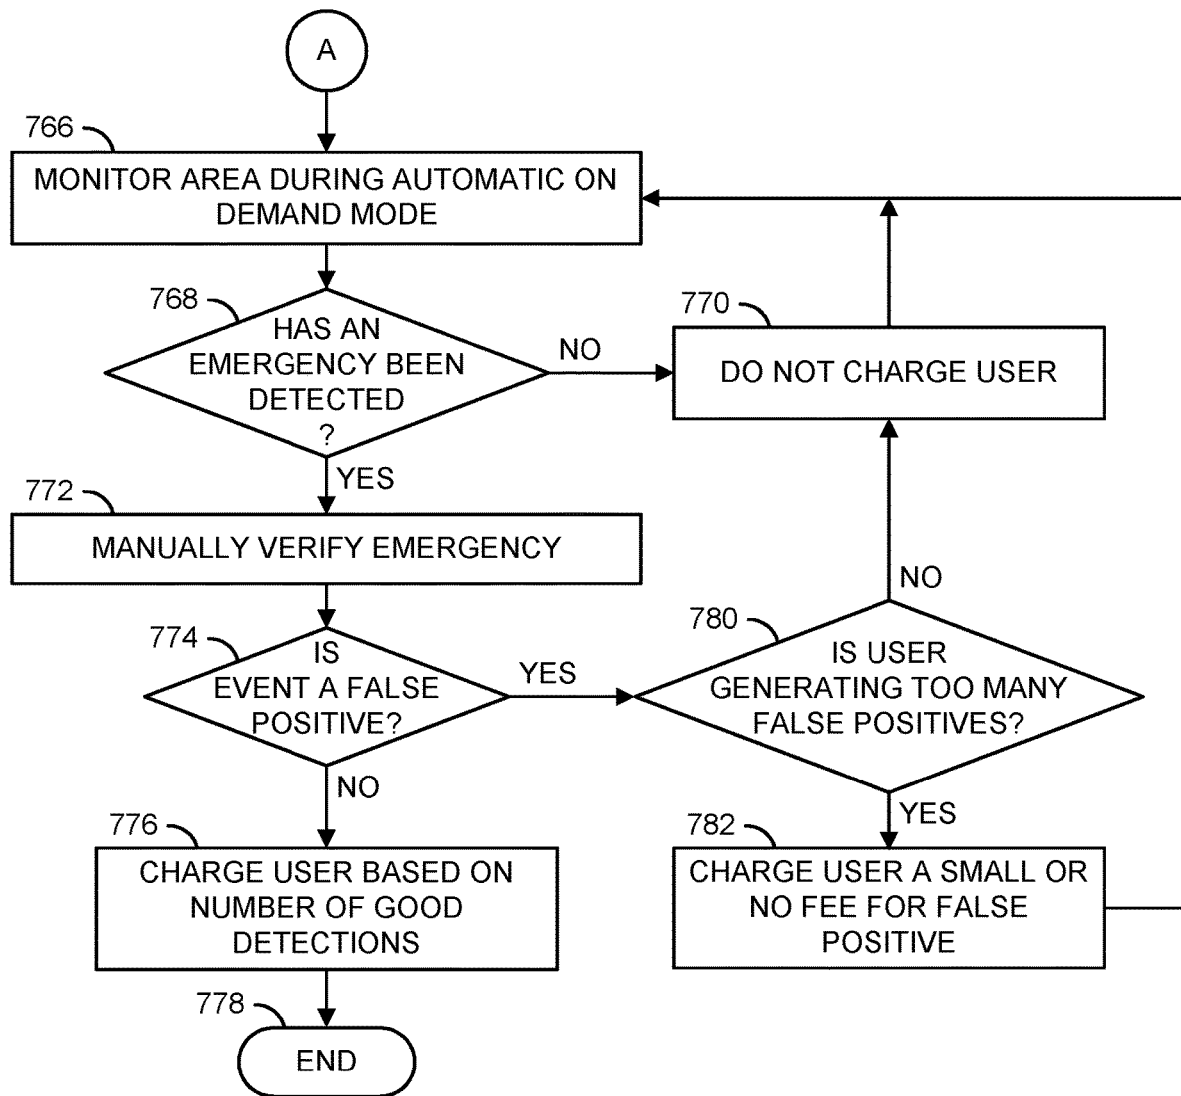 A
766
MONITOR AREA DURING AUTOMATIC ON
DEMAND MODE
768
HAS AN
EMERGENCY BEEN
DETECTED
?
NO
770
DO NOT CHARGE USER
YES
772
MANUALLY VERIFY EMERGENCY
774
IS
EVENT A FALSE
POSITIVE?
YES
NO
780
IS USER
GENERATING TOO MANY
FALSE POSITIVES?
NO
YES
776
CHARGE USER BASED ON
NUMBER OF GOOD
DETECTIONS
782
CHARGE USER A SMALL OR
NO FEE FOR FALSE
POSITIVE
778
END